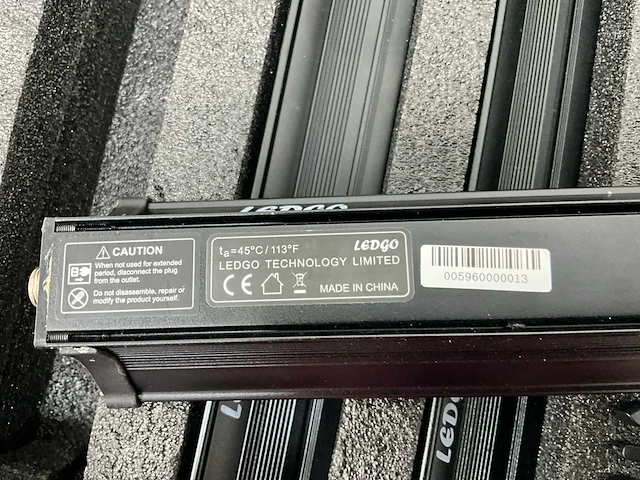 LEDGO
CAUTION
When not used for extended
period, disconnect the plug
from the outlet.
Do not disassemble, repair or
modify the product yourself.
ta=45°C/113°F
LEDGO
LEDGO TECHNOLOGY LIMITED
CE
MADE IN CHINA
005960000013
LEDGO